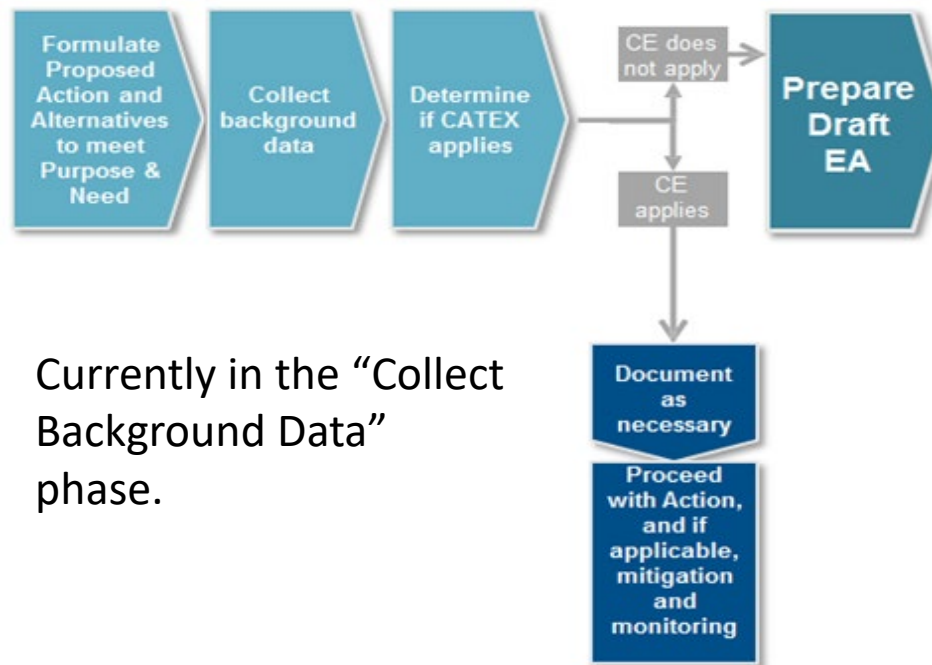 Formulate
Proposed
Action and
Alternatives
to meet
Purpose &
Need
Collect
background
data
Determine
if CATEX
applies
CE does
not apply
CE
applies
Prepare
Draft
EA
Currently in the “Collect
Background Data”
phase.
Document
as
necessary
Proceed
with Action,
and if
applicable,
mitigation
and
monitoring